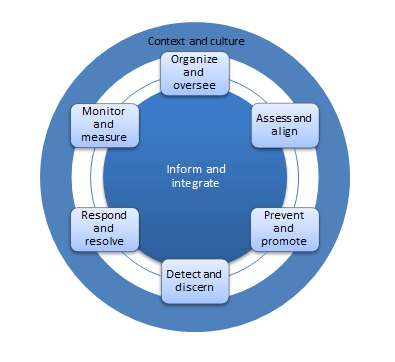 Context and culture
Organize
and
oversee
Monitor
and
measure
Assess and
align
Inform and
integrate
Respond
and
resolve
Prevent
and
promote
Detect and
discern